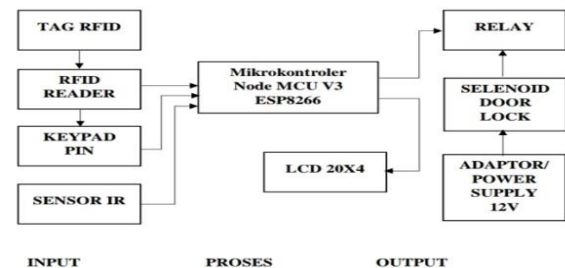 TAG RFID
RFID
READER
KEYPAD
PIN
SENSOR IR
Mikrokontroler
Node MCU V3
ESP8266
LCD 20X4
RELAY
SELENOID
DOOR
LOCK
ADAPTOR/
POWER
SUPPLY
12V
INPUT
PROSES
OUTPUT